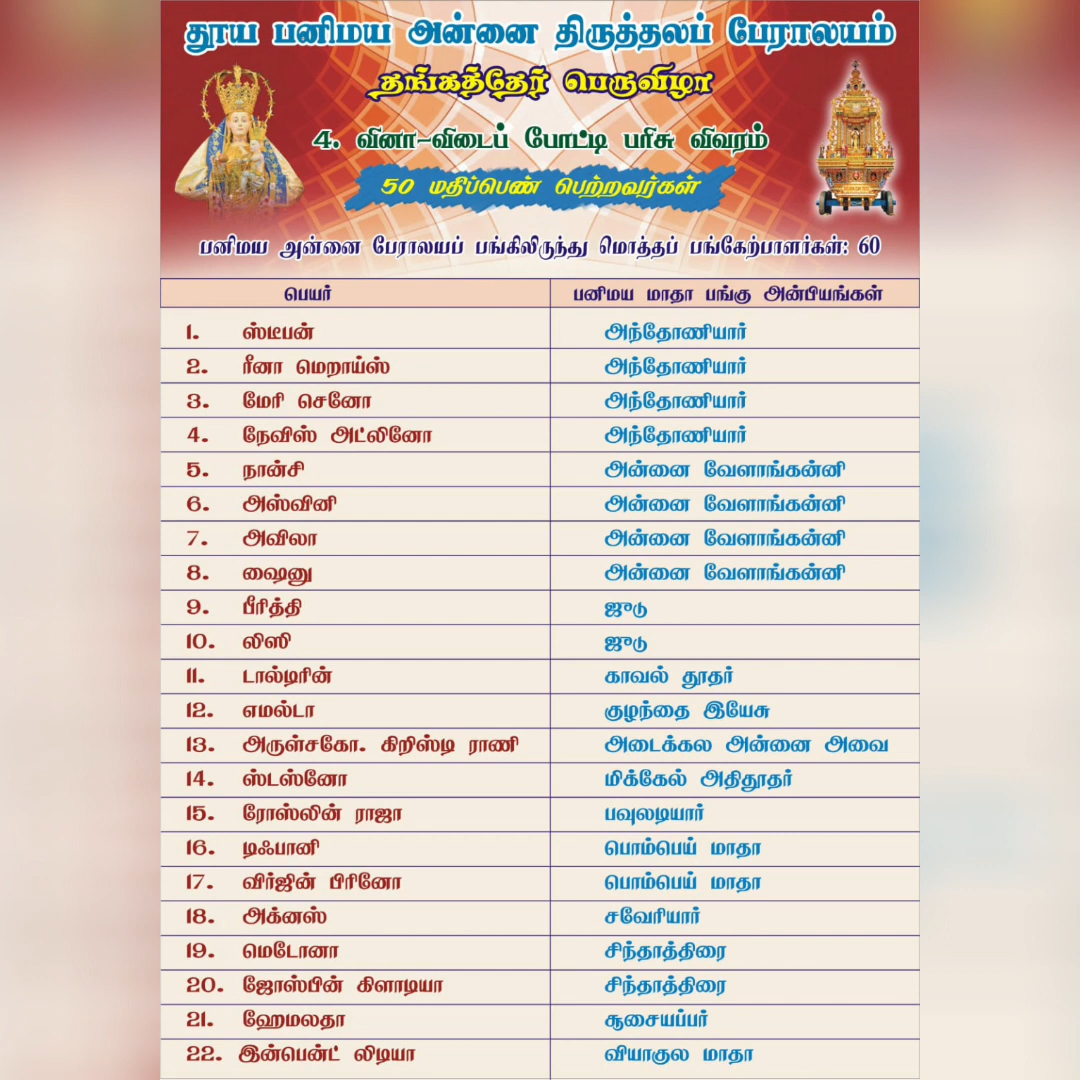 தூய பனிமய அன்னை திருத்தலப் பேராலயம்
தங்கத்தேர் பெருவிழா
4. வினா-விடைப் போட்டி பரிசு விவரம்
50 மதிப்பெண் பெற்றவர்கள்
பனிமய அன்னை பேராலயப் பங்கிலிருந்து மொத்தப் பங்கேற்பாளர்கள்: 60
பெயர் பனிமய மாதா பங்கு அன்பியங்கள்
1. ஸ்டீபன் அந்தோணியார்
2. ரீனா மெறாய்ஸ் அந்தோணியார்
3. மேரி செனோ அந்தோணியார்
4. நேவிஸ் அட்லினோ அந்தோணியார்
5. நான்சி அன்னை வேளாங்கன்னி
6. அஸ்வினி அன்னை வேளாங்கன்னி
7. அவிலா அன்னை வேளாங்கன்னி
8. ஷைனு அன்னை வேளாங்கன்னி
9. பீரித்தி ஜுடு
10. லிஸி ஜுடு
11. டால்டிரின் காவல் தூதர்
12. எமல்டா குழந்தை இயேசு
13. அருள்சகோ. கிறிஸ்டி ராணி அடைக்கல அன்னை அவை
14. ஸ்டஸ்னோ மிக்கேல் அதிதூதர்
15. ரோஸ்லின் ராஜா பவுலடியார்
16. டிஃபானி பொம்பெய் மாதா
17. விர்ஜின் பிரினோ பொம்பெய் மாதா
18. அக்னஸ் சவேரியார்
19. மெடோனா சிந்தாத்திரை
20. ஜோஸ்பின் கிளாடியா சிந்தாத்திரை
21. ஹேமலதா சூசையப்பர்
22. இன்பென்ட் லிடியா வியாகுல மாதா